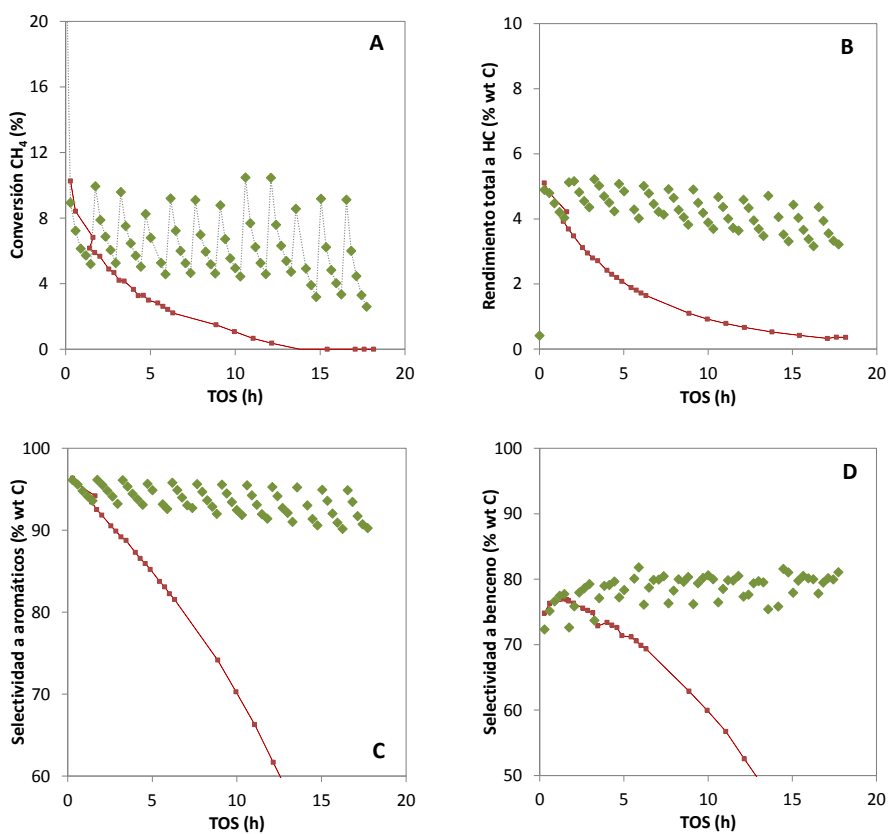 A
Conversión CH4 (%)
20
16
12
8
4
0
0 5 10 15 20
TOS (h)
B
Rendimiento total a HC (% wt C)
10
8
6
4
2
0
0 5 10 15 20
TOS (h)
C
Selectividad a aromáticos (% wt C)
100
90
80
70
60
0 5 10 15 20
TOS (h)
D
Selectividad a benceno (% wt C)
100
90
80
70
60
50
0 5 10 15 20
TOS (h)